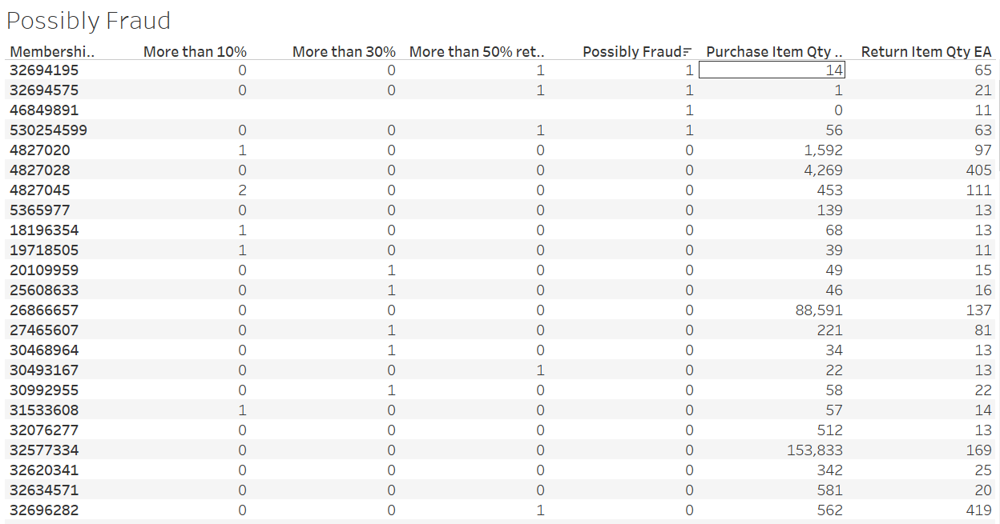 Possibly Fraud
Membershi.. More than 10% More than 30% More than 50% ret.. Possibly Fraud Purchase Item Qty .. Return Item Qty EA
32694195 0 0 1 1 14 65
32694575 0 0 1 1 1 21
46849891 1 0 11
530254599 0 0 1 1 56 63
4827020 1 0 0 0 1,592 97
4827028 0 0 0 0 4,269 405
4827045 2 0 0 0 453 111
5365977 0 0 0 0 139 13
18196354 1 0 0 0 68 13
19718505 1 0 0 0 39 11
20109959 0 1 0 0 49 15
25608633 0 1 0 0 46 16
26866657 0 0 0 0 88,591 137
27465607 0 1 0 0 221 81
30468964 0 1 0 0 34 13
30493167 0 0 1 0 22 13
30992955 0 1 0 0 58 22
31533608 1 0 0 0 57 14
32076277 0 0 0 0 512 13
32577334 0 0 0 0 153,833 169
32620341 0 0 0 0 342 25
32634571 0 0 0 0 581 20
32696282 0 0 1 0 562 419